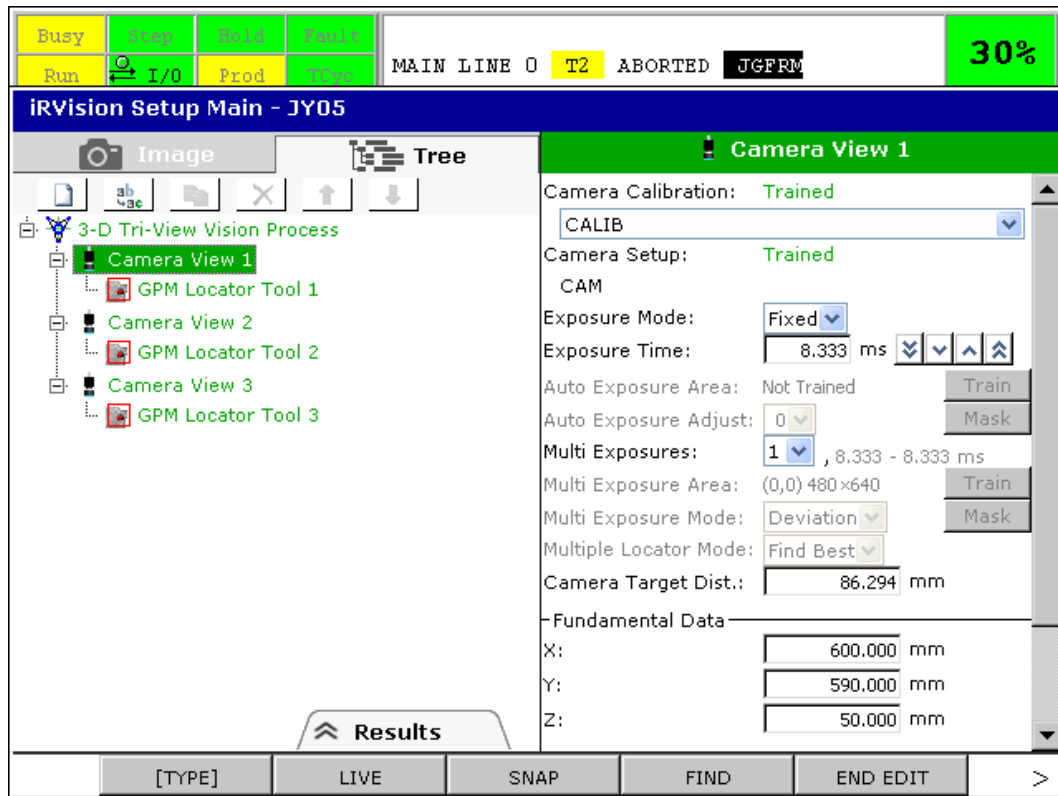 Busy Step Hold Fault
Run I/O Prod TCyc
MAIN LINE 0 T2 ABORTED JGFRM
30%
iRVision Setup Main - JY05
Image Tree
Camera View 1
3-D Tri-View Vision Process
Camera View 1
GPM Locator Tool 1
Camera View 2
GPM Locator Tool 2
Camera View 3
GPM Locator Tool 3
Results
Camera Calibration: Trained
CALIB
Camera Setup: Trained
CAM
Exposure Mode: Fixed
Exposure Time: 8.333 ms
Auto Exposure Area: Not Trained Train
Auto Exposure Adjust: 0 Mask
Multi Exposures: 1 , 8.333 - 8.333 ms
Multi Exposure Area: (0,0) 480×640 Train
Multi Exposure Mode: Deviation Mask
Multiple Locator Mode: Find Best
Camera Target Dist.: 86.294 mm
Fundamental Data
X: 600.000 mm
Y: 590.000 mm
Z: 50.000 mm
[TYPE] LIVE SNAP FIND END EDIT >